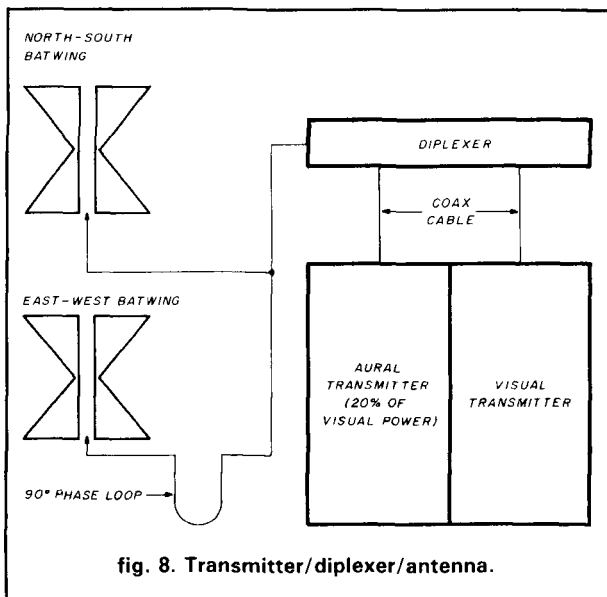 NORTH-SOUTH
BATWING
DIPLEXER
COAX
CABLE
EAST-WEST BATWING
AURAL
TRANSMITTER
(20% OF
VISUAL POWER)
VISUAL
TRANSMITTER
90° PHASE LOOP
fig. 8. Transmitter/diplexer/antenna.